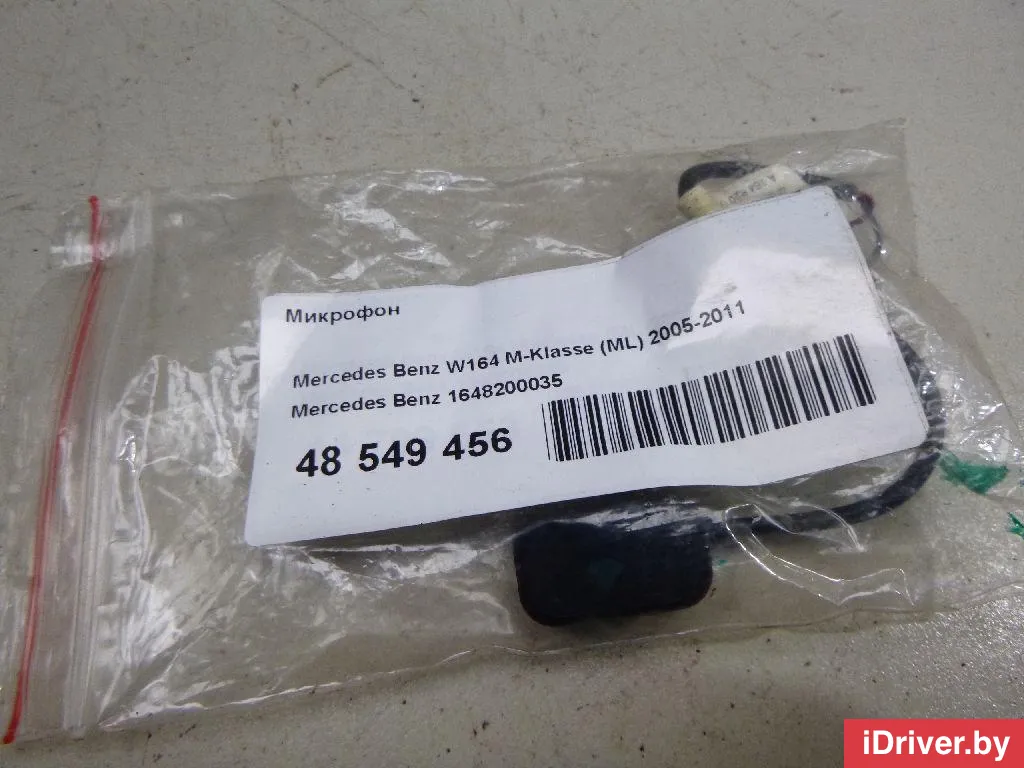 Микрофон
Mercedes Benz W164 M-Klasse (ML) 2005-2011
Mercedes Benz 1648200035
48 549 456
iDriver.by